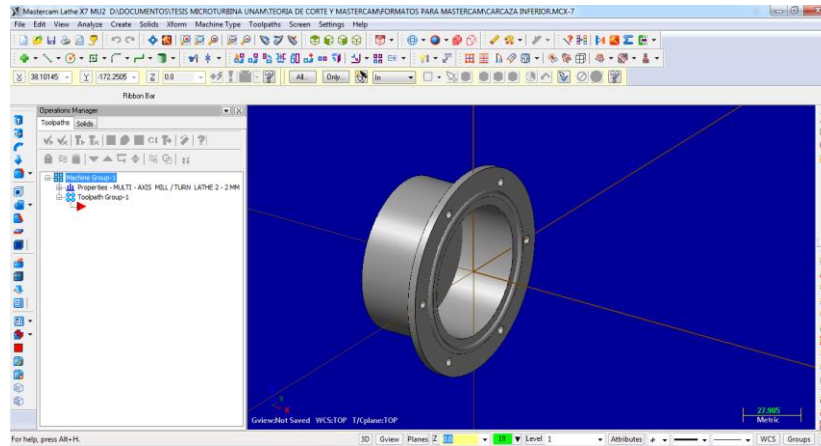 Mastercam Lathe X7 MU2 D:\DOCUMENTOS\TESIS MICROTURBINA UNAM\TEORIA DE CORTE Y MASTERCAM\FORMATOS PARA MASTERCAM\CARCAZA INFERIOR.MCX-7
File Edit View Analyze Create Solids Xform Machine Type Toolpaths Screen Settings Help
X 38.10145 Y -172.2505 Z 0.0 All... Only... In
Ribbon Bar
Operations Manager
Toolpaths Solids
G1
Machine Group-1
Properties - MULTI - AXIS MILL / TURN LATHE 2 - 2 MM
Toolpath Group-1
Y
X
Gview:Not Saved WCS:TOP T/Cplane:TOP
27.905
Metric
For help, press Alt+H.
3D Gview Planes Z 0.0 10 Level 1 Attributes WCS Groups